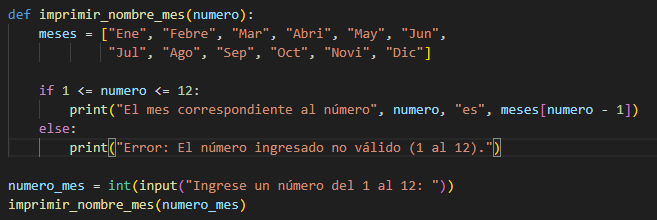 def imprimir_nombre_mes(numero):
    meses = ["Ene", "Febre", "Mar", "Abri", "May", "Jun",
             "Jul", "Ago", "Sep", "Oct", "Novi", "Dic"]
    if 1 <= numero <= 12:
        print("El mes correspondiente al número", numero, "es", meses[numero - 1])
    else:
        print("Error: El número ingresado no válido (1 al 12).")
numero_mes = int(input("Ingrese un número del 1 al 12: "))
imprimir_nombre_mes(numero_mes)